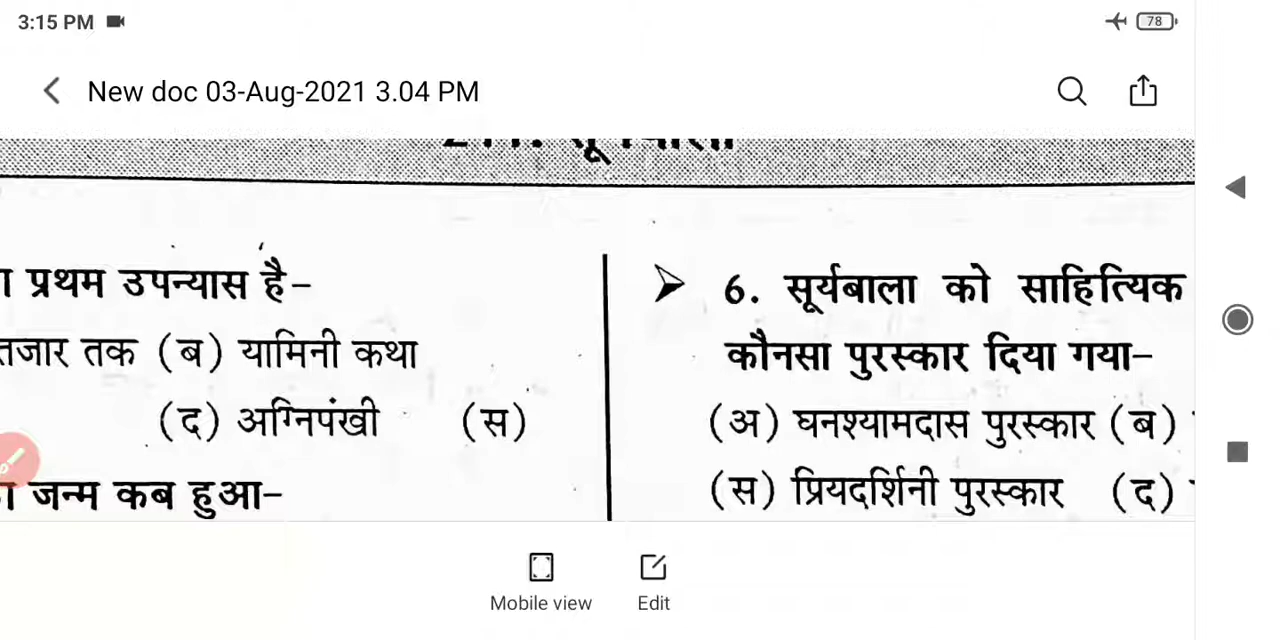 3:15 PM
78
New doc 03-Aug-2021 3.04 PM
प्रथम उपन्यास है-
तजार तक (ब) यामिनी कथा
(द) अग्निपंखी (स)
जन्म कब हुआ-
6. सूर्यबाला को साहित्यिक
कौनसा पुरस्कार दिया गया-
(अ) घनश्यामदास पुरस्कार (ब)
(स) प्रियदर्शिनी पुरस्कार (द)
Mobile view
Edit